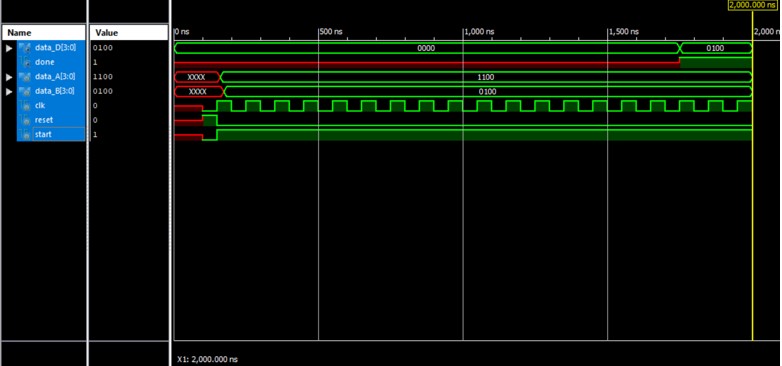 2,000.000 ns
Name Value 0 ns 500 ns 1,000 ns 1,500 ns 2,000 n
data_D[3:0] 0100 0000 0100
done 1
data_A[3:0] 1100 XXXX 1100
data_B[3:0] 0100 XXXX 0100
clk 0
reset 0
start 1
X1: 2,000.000 ns